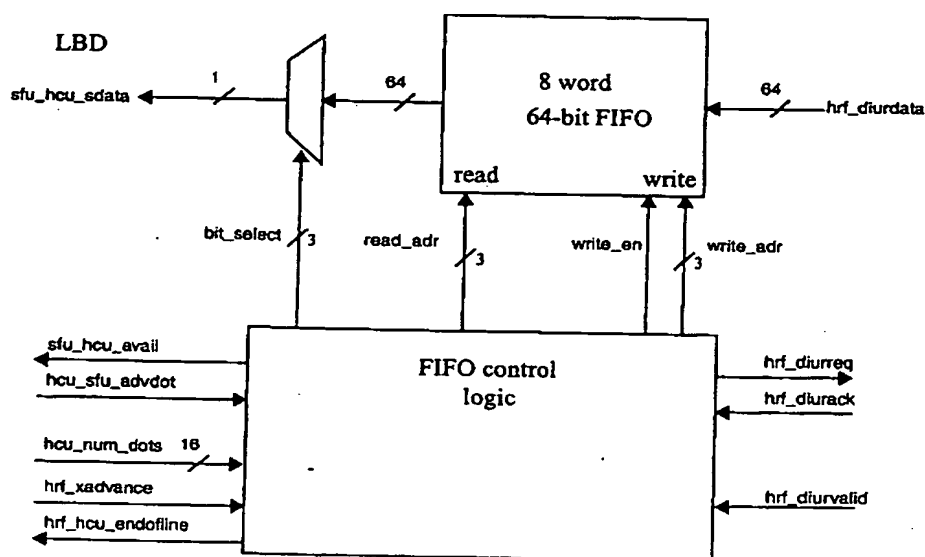 LBD
sfu_hcu_sdata
1
64
8 word
64-bit FIFO
64
hrf_diurdata
read
write
bit_select
3
read_adr
3
write_en
write_adr
3
sfu_hcu_avail
hcu_sfu_advdot
hcu_num_dots
16
hrf_xadvance
hrf_hcu_endofline
FIFO control
logic
hrf_diurreq
hrf_diurack
hrf_diurvalid